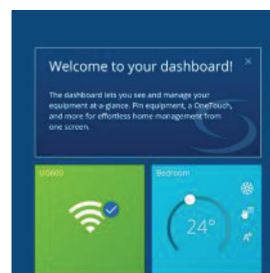 Welcome to your dashboard!
The dashboard lets you see and manage your
equipment at-a-glance. Pin equipment, a OneTouch,
and more for effortless home management from
one screen.
UG600 Bedroom
24°